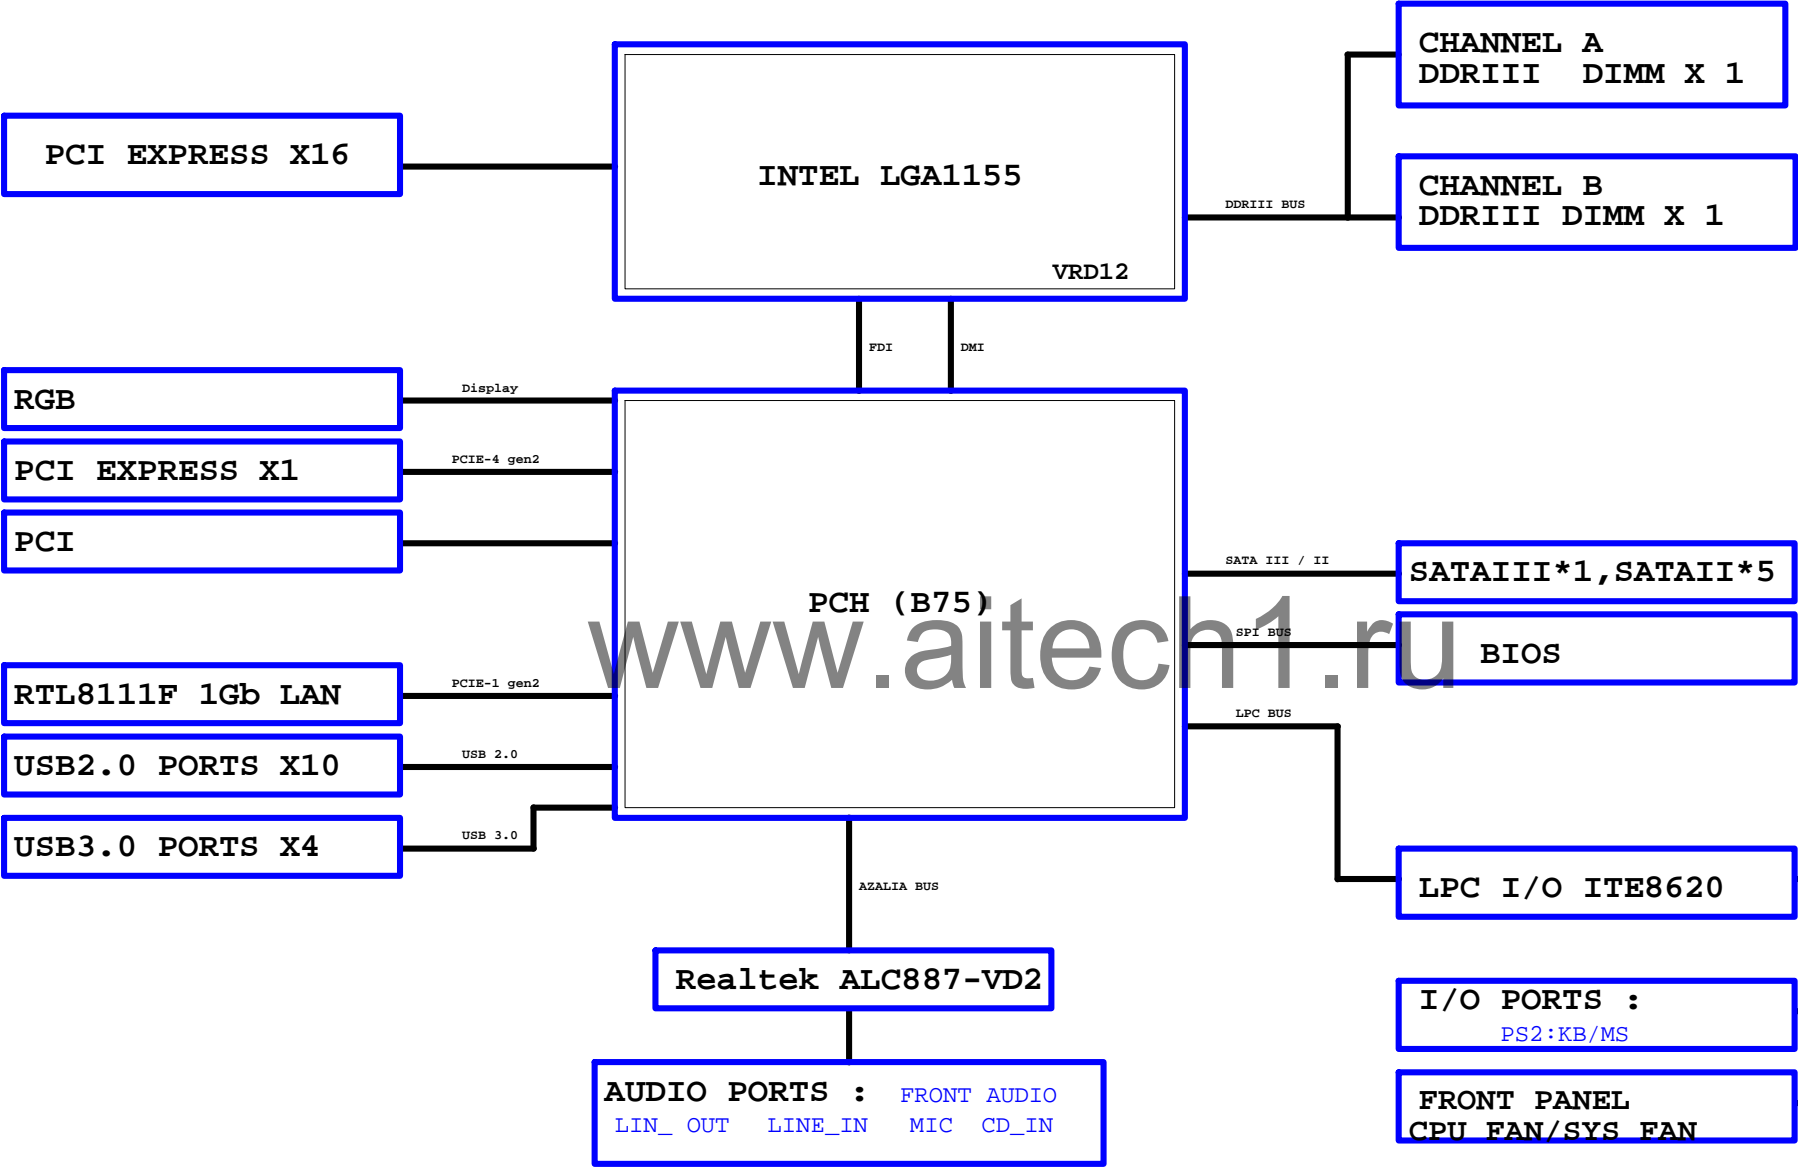 CHANNEL A
DDRIII DIMM X 1
PCI EXPRESS X16
INTEL LGA1155
VRD12
DDRIII BUS
CHANNEL B
DDRIII DIMM X 1
FDI
DMI
RGB
Display
PCI EXPRESS X1
PCIE-4 gen2
PCI
PCH (B75)
SATA III / II
SATAIII*1,SATAII*5
SPI BUS
BIOS
www.aitech1.ru
RTL8111F 1Gb LAN
PCIE-1 gen2
LPC BUS
USB2.0 PORTS X10
USB 2.0
USB3.0 PORTS X4
USB 3.0
AZALIA BUS
LPC I/O ITE8620
Realtek ALC887-VD2
I/O PORTS :
PS2:KB/MS
AUDIO PORTS : FRONT AUDIO
LIN_ OUT LINE_IN MIC CD_IN
FRONT PANEL
CPU FAN/SYS FAN